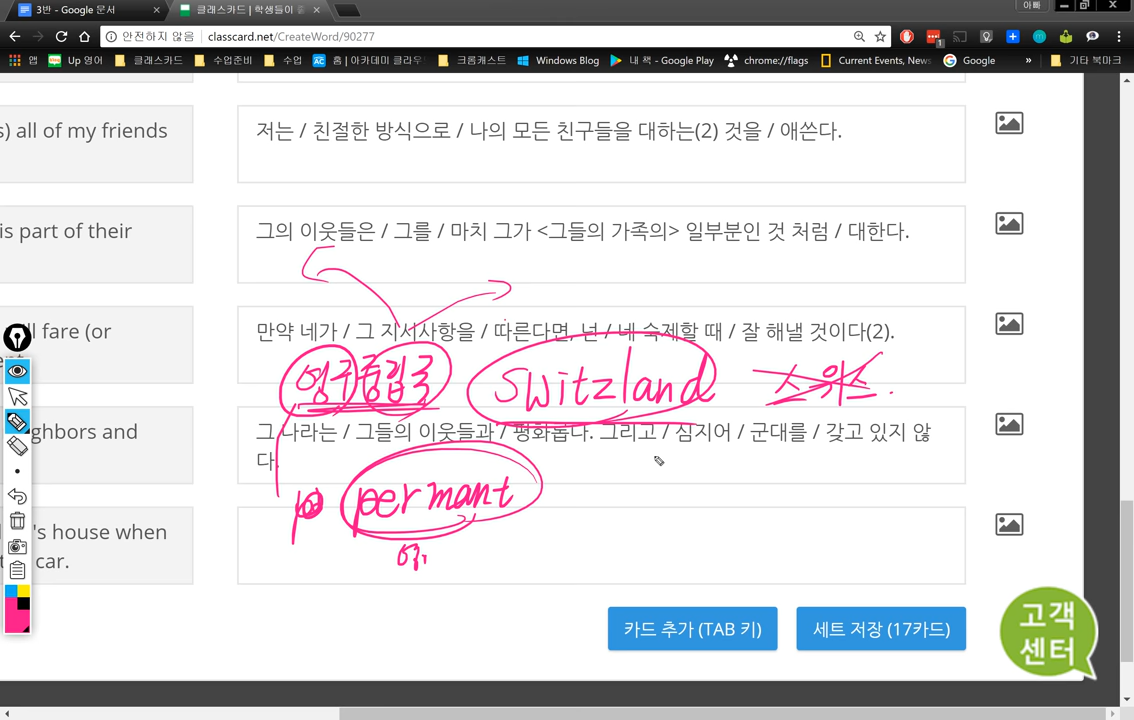 3반 - Google 문서
클래스카드 | 학생들이 좋
아빠
안전하지 않음 classcard.net/CreateWord/90277
앱 Up 영어 클래스카드 수업준비 수업 홈 | 아카데미 클라우 크롬캐스트 Windows Blog 내 책 - Google Play chrome://flags Current Events, News Google » 기타 북마크
s) all of my friends
저는 / 친절한 방식으로 / 나의 모든 친구들을 대하는(2) 것을 / 애쓴다.
is part of their
그의 이웃들은 / 그를 / 마치 그가 <그들의 가족의> 일부분인 것 처럼 / 대한다.
ll fare (or
만약 네가 / 그 지시사항을 / 따른다면, 넌 / 네 숙제할 때 / 잘 해낼 것이다(2).
영구중립국 Switzland 스위스.
ghbors and
그 나라는 / 그들의 이웃들과 / 평화롭다. 그리고 / 심지어 / 군대를 / 갖고 있지 않
다.
permant
's house when
car.
카드 추가 (TAB 키)
세트 저장 (17카드)
고객
센터